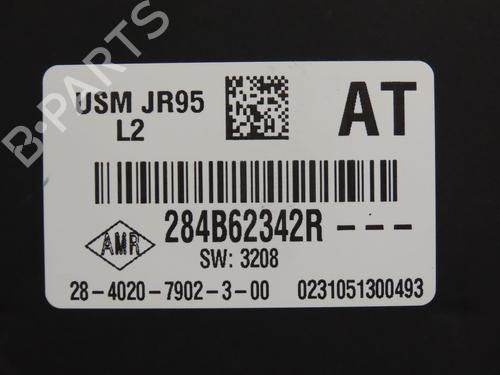 USM JR95
L2
AT
284B62342R---
AMR
SW: 3208
28-4020-7902-3-00 0231051300493
B-PARTS